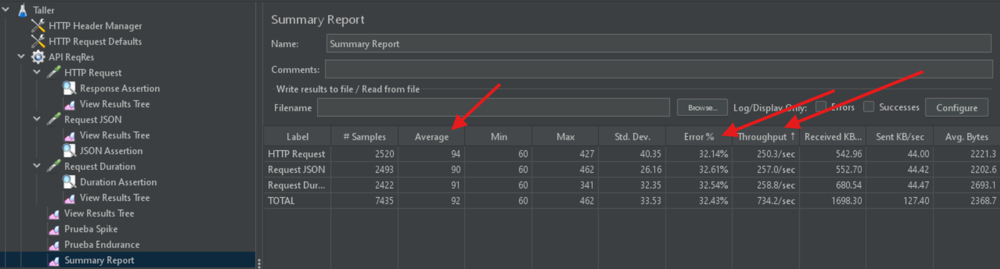 Taller
HTTP Header Manager
HTTP Request Defaults
API ReqRes
HTTP Request
Response Assertion
View Results Tree
Request JSON
View Results Tree
JSON Assertion
Request Duration
Duration Assertion
View Results Tree
View Results Tree
Prueba Spike
Prueba Endurance
Summary Report
Summary Report
Name: Summary Report
Comments:
Write results to file / Read from file
Filename Browse... Log/Display Only: Errors Successes Configure
Label # Samples Average Min Max Std. Dev. Error % Throughput ↑ Received KB... Sent KB/sec Avg. Bytes
HTTP Request 2520 94 60 427 40.35 32.14% 250.3/sec 542.96 44.00 2221.3
Request JSON 2493 90 60 462 26.16 32.61% 257.0/sec 552.70 44.42 2202.6
Request Dur... 2422 91 60 341 32.35 32.54% 258.8/sec 680.54 44.47 2693.1
TOTAL 7435 92 60 462 33.53 32.43% 734.2/sec 1698.30 127.40 2368.7